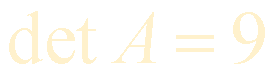 det A = 9